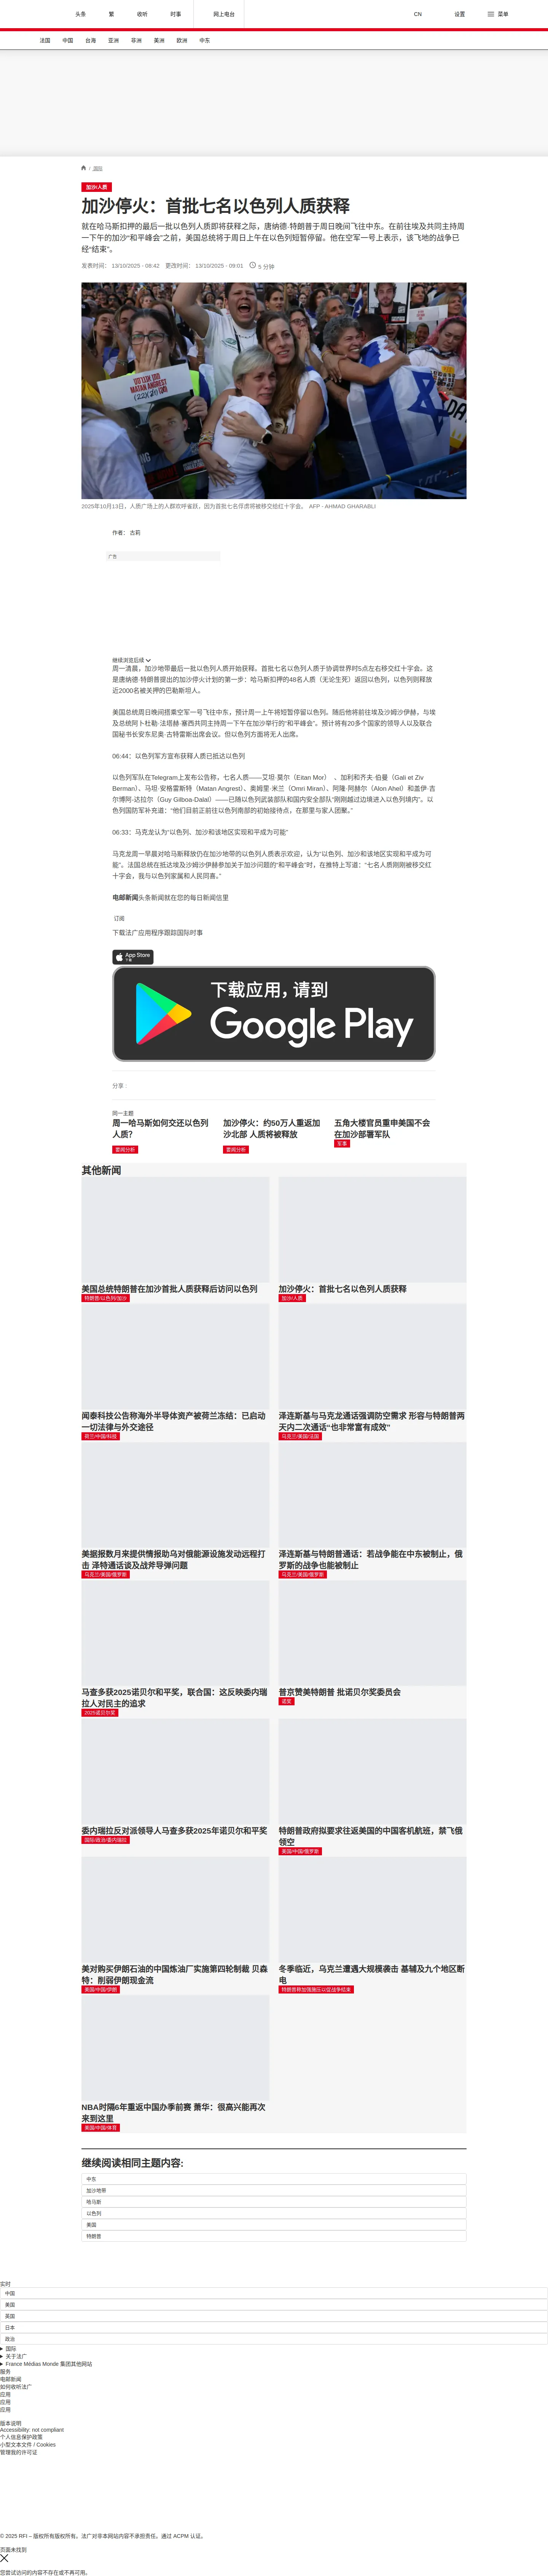 头条
繁
收听
时事
网上电台
CN
设置
菜单
法国
中国
台海
亚洲
非洲
美洲
欧洲
中东
/ 国际
加沙/人质
加沙停火：首批七名以色列人质获释
就在哈马斯扣押的最后一批以色列人质即将获释之际，唐纳德·特朗普于周日晚间飞往中东。在前往埃及共同主持周
一下午的加沙“和平峰会”之前，美国总统将于周日上午在以色列短暂停留。他在空军一号上表示，该飞地的战争已
经“结束”。
发表时间： 13/10/2025 - 08:42 更改时间： 13/10/2025 - 09:01 5 分钟
2025年10月13日，人质广场上的人群欢呼雀跃，因为首批七名俘虏将被移交给红十字会。 AFP - AHMAD GHARABLI
作者： 古莉
广告
继续浏览后续
周一清晨，加沙地带最后一批以色列人质开始获释。首批七名以色列人质于协调世界时5点左右移交红十字会。这
是唐纳德·特朗普提出的加沙停火计划的第一步：哈马斯扣押的48名人质（无论生死）返回以色列，以色列则释放
近2000名被关押的巴勒斯坦人。
美国总统周日晚间搭乘空军一号飞往中东，预计周一上午将短暂停留以色列。随后他将前往埃及沙姆沙伊赫，与埃
及总统阿卜杜勒·法塔赫·塞西共同主持周一下午在加沙举行的“和平峰会”。预计将有20多个国家的领导人以及联合
国秘书长安东尼奥·古特雷斯出席会议。但以色列方面将无人出席。
06:44：以色列军方宣布获释人质已抵达以色列
以色列军队在Telegram上发布公告称，七名人质——艾坦·莫尔（Eitan Mor） 、加利和齐夫·伯曼（Gali et Ziv
Berman）、马坦·安格雷斯特（Matan Angrest）、奥姆里·米兰（Omri Miran）、阿隆·阿赫尔（Alon Ahel）和盖伊·吉
尔博阿-达拉尔（Guy Gilboa-Dalal）——已随以色列武装部队和国内安全部队“刚刚越过边境进入以色列境内”。以
色列国防军补充道：“他们目前正前往以色列南部的初始接待点，在那里与家人团聚。”
06:33：马克龙认为“以色列、加沙和该地区实现和平成为可能”
马克龙周一早晨对哈马斯释放仍在加沙地带的以色列人质表示欢迎，认为“以色列、加沙和该地区实现和平成为可
能”。法国总统在抵达埃及沙姆沙伊赫参加关于加沙问题的“和平峰会”时，在推特上写道：“七名人质刚刚被移交红
十字会，我与以色列家属和人民同喜。”
电邮新闻头条新闻就在您的每日新闻信里
订阅
下载法广应用程序跟踪国际时事
App Store
下载
下载应用，请到
Google Play
分享 :
同一主题
周一哈马斯如何交还以色列
人质?
要闻分析
加沙停火：约50万人重返加
沙北部 人质将被释放
要闻分析
五角大楼官员重申美国不会
在加沙部署军队
军事
其他新闻
美国总统特朗普在加沙首批人质获释后访问以色列
特朗普/以色列/加沙
加沙停火：首批七名以色列人质获释
加沙/人质
闻泰科技公告称海外半导体资产被荷兰冻结：已启动
一切法律与外交途径
荷兰/中国/科技
泽连斯基与马克龙通话强调防空需求 形容与特朗普两
天内二次通话“也非常富有成效”
乌克兰/美国/法国
美据报数月来提供情报助乌对俄能源设施发动远程打
击 泽特通话谈及战斧导弹问题
乌克兰/美国/俄罗斯
泽连斯基与特朗普通话：若战争能在中东被制止，俄
罗斯的战争也能被制止
乌克兰/美国/俄罗斯
马查多获2025诺贝尔和平奖，联合国：这反映委内瑞
拉人对民主的追求
2025诺贝尔奖
普京赞美特朗普 批诺贝尔奖委员会
诺奖
委内瑞拉反对派领导人马查多获2025年诺贝尔和平奖
国际/政治/委内瑞拉
特朗普政府拟要求往返美国的中国客机航班，禁飞俄
领空
美国/中国/俄罗斯
美对购买伊朗石油的中国炼油厂实施第四轮制裁 贝森
特：削弱伊朗现金流
美国/中国/伊朗
冬季临近，乌克兰遭遇大规模袭击 基辅及九个地区断
电
特朗普称加强施压以促战争结束
NBA时隔6年重返中国办季前赛 萧华：很高兴能再次
来到这里
美国/中国/体育
继续阅读相同主题内容:
中东
加沙地带
哈马斯
以色列
美国
特朗普
实时
中国
美国
英国
日本
政治
国际
关于法广
France Médias Monde 集团其他网站
服务
电邮新闻
如何收听法广
应用
应用
应用
版本说明
Accessibility: not compliant
个人信息保护政策
小型文本文件 / Cookies
管理我的许可证
© 2025 RFI – 版权所有版权所有。法广对非本网站内容不承担责任。通过 ACPM 认证。
页面未找到
您尝试访问的内容不存在或不再可用。